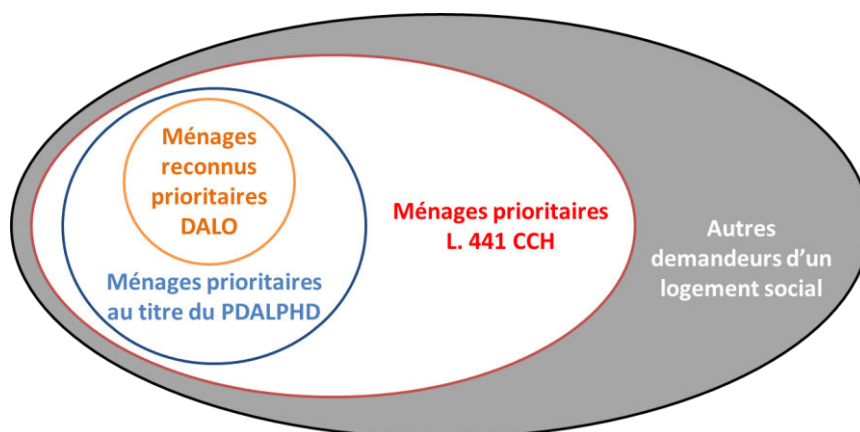 Ménages
reconnus
prioritaires
DALO
Ménages prioritaires
au titre du PDALPHD
Ménages prioritaires
L. 441 CCH
Autres
demandeurs d’un
logement social